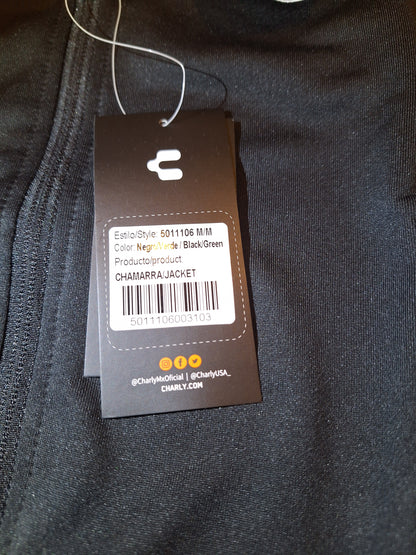 Estilo/Style: 5011106 M/M
Color: Negro/Verde / Black/Green
Producto/product:
CHAMARRA/JACKET
5011106003103
@CharlyMxOficial | @CharlyUSA_
CHARLY.COM